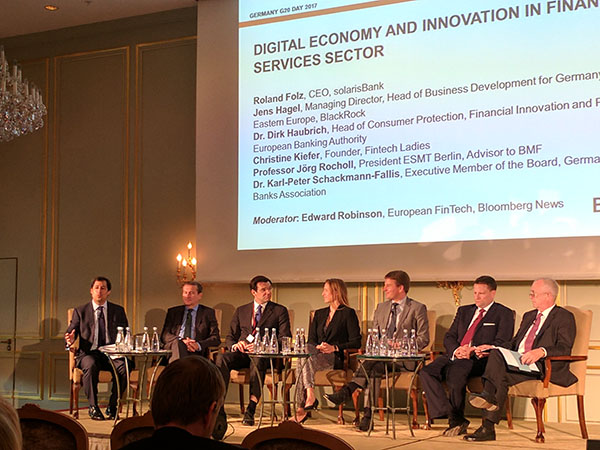 GERMANY G20 DAY 2017
DIGITAL ECONOMY AND INNOVATION IN
SERVICES SECTOR
Roland Folz, CEO, solarisBank
Jens Hagel, Managing Director, Head of Business Development for Germany
Eastern Europe, BlackRock
Dr. Dirk Haubrich, Head of Consumer Protection, Financial Innovation and
European Banking Authority
Christine Kiefer, Founder, Fintech Ladies
Professor Jörg Rocholl, President ESMT Berlin, Advisor to BMF
Dr. Karl-Peter Schackmann-Fallis, Executive Member of the Board,
Banks Association
Moderator: Edward Robinson, European FinTech, Bloomberg News